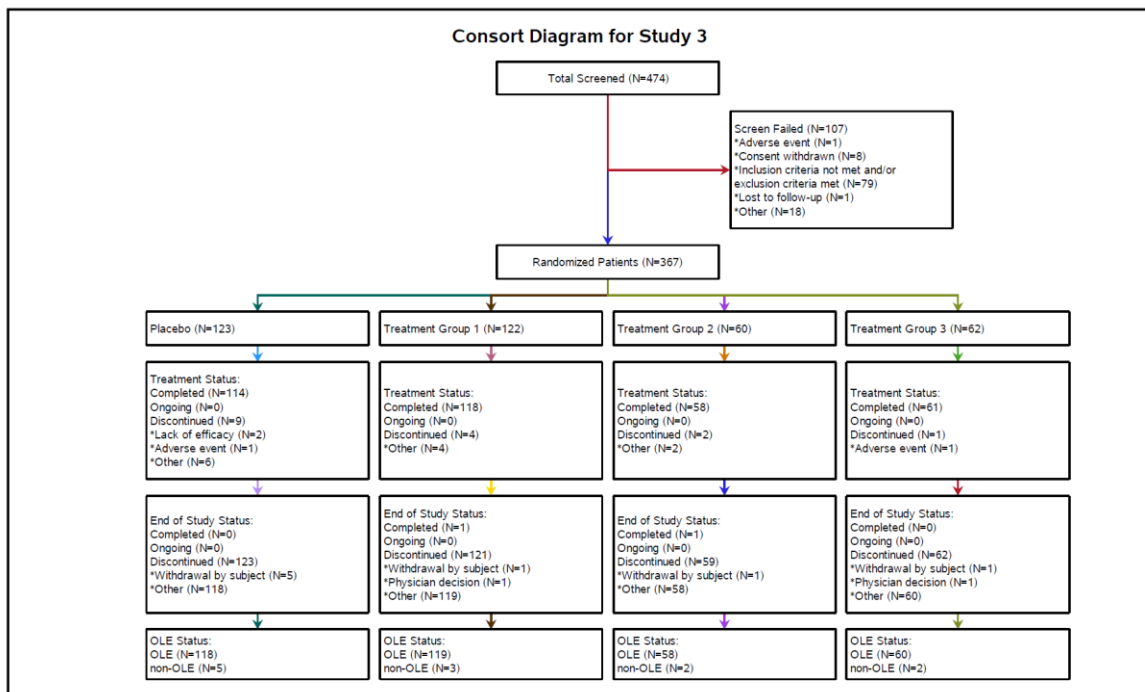 Consort Diagram for Study 3
Total Screened (N=474)
Screen Failed (N=107)
*Adverse event (N=1)
*Consent withdrawn (N=8)
*Inclusion criteria not met and/or
exclusion criteria met (N=79)
*Lost to follow-up (N=1)
*Other (N=18)
Randomized Patients (N=367)
Placebo (N=123)
Treatment Group 1 (N=122)
Treatment Group 2 (N=60)
Treatment Group 3 (N=62)
Treatment Status:
Completed (N=114)
Ongoing (N=0)
Discontinued (N=9)
*Lack of efficacy (N=2)
*Adverse event (N=1)
*Other (N=6)
Treatment Status:
Completed (N=118)
Ongoing (N=0)
Discontinued (N=4)
*Other (N=4)
Treatment Status:
Completed (N=58)
Ongoing (N=0)
Discontinued (N=2)
*Other (N=2)
Treatment Status:
Completed (N=61)
Ongoing (N=0)
Discontinued (N=1)
*Adverse event (N=1)
End of Study Status:
Completed (N=0)
Ongoing (N=0)
Discontinued (N=123)
*Withdrawal by subject (N=5)
*Other (N=118)
End of Study Status:
Completed (N=1)
Ongoing (N=0)
Discontinued (N=121)
*Withdrawal by subject (N=1)
*Physician decision (N=1)
*Other (N=119)
End of Study Status:
Completed (N=1)
Ongoing (N=0)
Discontinued (N=59)
*Withdrawal by subject (N=1)
*Other (N=58)
End of Study Status:
Completed (N=0)
Ongoing (N=0)
Discontinued (N=62)
*Withdrawal by subject (N=1)
*Physician decision (N=1)
*Other (N=60)
OLE Status:
OLE (N=118)
non-OLE (N=5)
OLE Status:
OLE (N=119)
non-OLE (N=3)
OLE Status:
OLE (N=58)
non-OLE (N=2)
OLE Status:
OLE (N=60)
non-OLE (N=2)